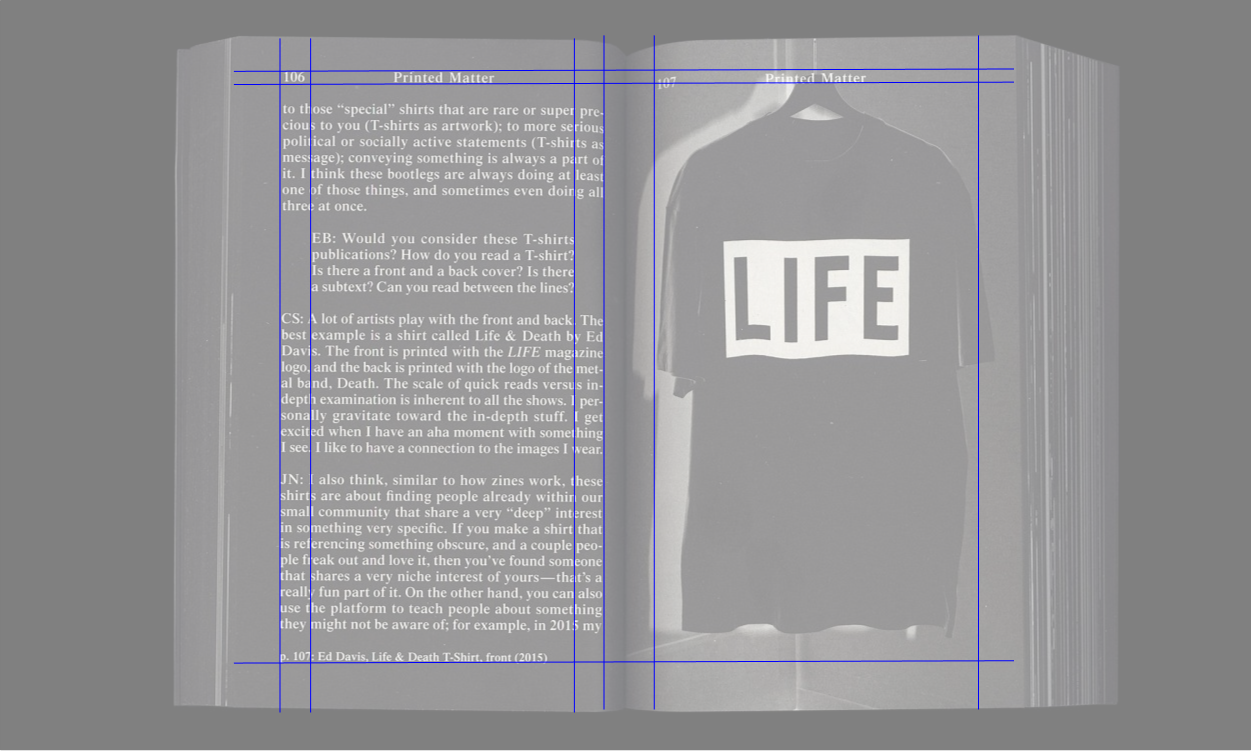 106 Printed Matter
to those “special” shirts that are rare or super pre-
cious to you (T-shirts as artwork); to more serious
political or socially active statements (T-shirts as
message); conveying something is always a part of
it. I think these bootlegs are always doing at least
one of those things, and sometimes even doing all
three at once.
EB: Would you consider these T-shirts
publications? How do you read a T-shirt?
Is there a front and a back cover? Is there
a subtext? Can you read between the lines?
CS: A lot of artists play with the front and back. The
best example is a shirt called Life & Death by Ed
Davis. The front is printed with the LIFE magazine
logo, and the back is printed with the logo of the met-
al band, Death. The scale of quick reads versus in-
depth examination is inherent to all the shows. I per-
sonally gravitate toward the in-depth stuff. I get
excited when I have an aha moment with something
I see. I like to have a connection to the images I wear.
JN: I also think, similar to how zines work, these
shirts are about finding people already within our
small community that share a very “deep” interest
in something very specific. If you make a shirt that
is referencing something obscure, and a couple peo-
ple freak out and love it, then you’ve found someone
that shares a very niche interest of yours—that’s a
really fun part of it. On the other hand, you can also
use the platform to teach people about something
they might not be aware of; for example, in 2015 my
p. 107: Ed Davis, Life & Death T-Shirt, front (2015)
107 Printed Matter
LIFE